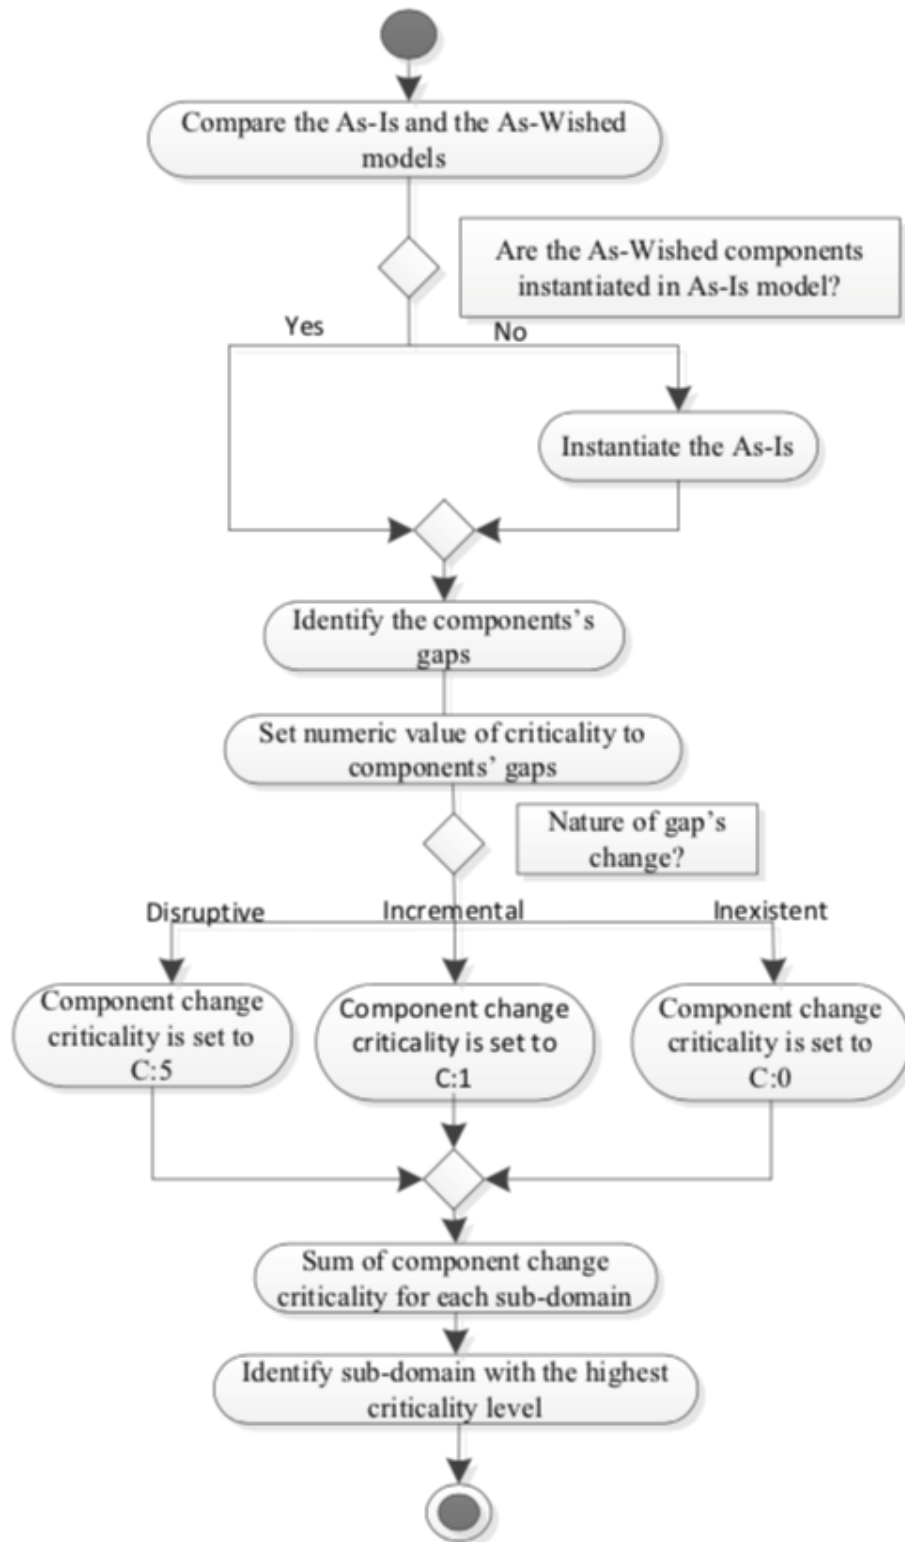 Compare the As-Is and the As-Wished
models
Are the As-Wished components
instantiated in As-Is model?
Yes
No
Instantiate the As-Is
Identify the components's
gaps
Set numeric value of criticality to
components' gaps
Nature of gap's
change?
Disruptive
Incremental
Inexistent
Component change
criticality is set to
C:5
Component change
criticality is set to
C:1
Component change
criticality is set to
C:0
Sum of component change
criticality for each sub-domain
Identify sub-domain with the highest
criticality level